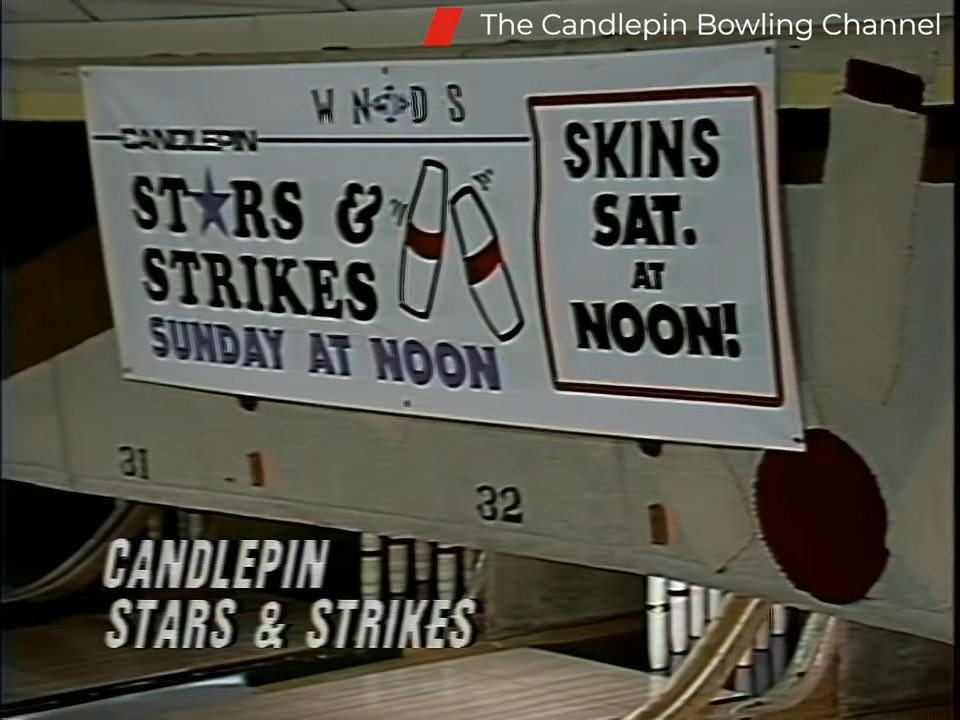 The Candlepin Bowling Channel
WNDS
CANDLEPIN
STARS &
STRIKES
SUNDAY AT NOON
SKINS
SAT.
AT
NOON!
31
32
CANDLEPIN
STARS & STRIKES